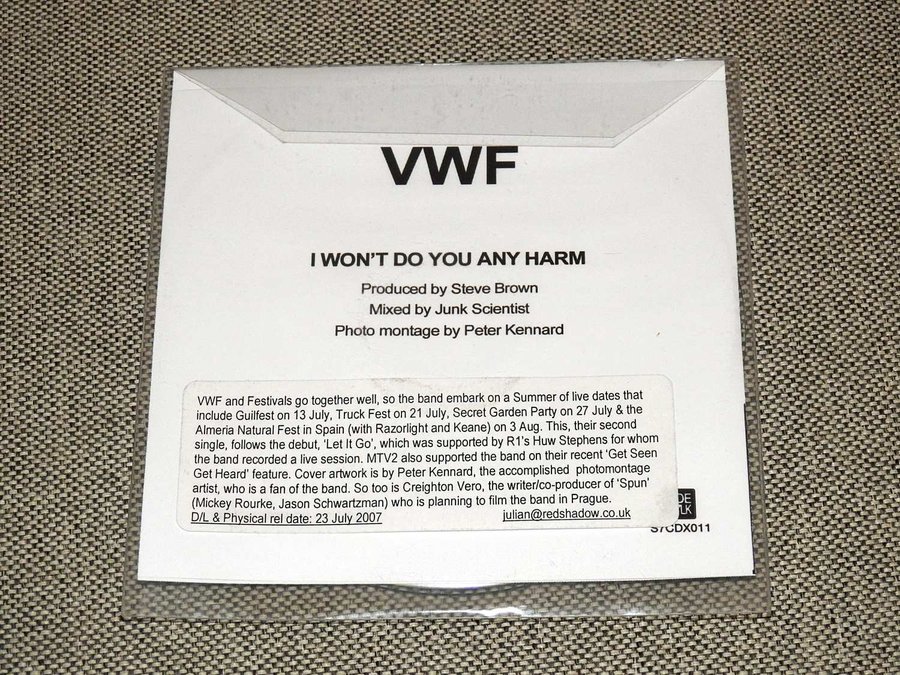 VWF
I WON'T DO YOU ANY HARM
Produced by Steve Brown
Mixed by Junk Scientist
Photo montage by Peter Kennard
VWF and Festivals go together well, so the band embark on a Summer of live dates that
include Guilfest on 13 July, Truck Fest on 21 July, Secret Garden Party on 27 July & the
Almeria Natural Fest in Spain (with Razorlight and Keane) on 3 Aug. This, their second
single, follows the debut, 'Let It Go', which was supported by R1's Huw Stephens for whom
the band recorded a live session. MTV2 also supported the band on their recent 'Get Seen
Get Heard' feature. Cover artwork is by Peter Kennard, the accomplished photomontage
artist, who is a fan of the band. So too is Creighton Vero, the writer/co-producer of 'Spun'
(Mickey Rourke, Jason Schwartzman) who is planning to film the band in Prague.
D/L & Physical rel date: 23 July 2007 julian@redshadow.co.uk
S7CDX011